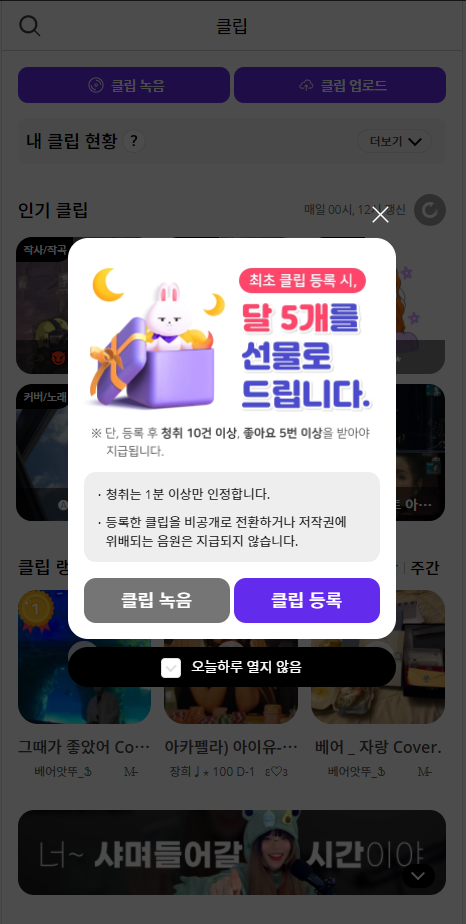 클립
클립 녹음
클립 업로드
내 클립 현황 ?
더보기
인기 클립
매일 00시, 12시 갱신
작사/작곡
커버/노래
최초 클립 등록 시,
달 5개를
선물로
드립니다.
※ 단, 등록 후 청취 10건 이상, 좋아요 5번 이상을 받아야
지급됩니다.
· 청취는 1분 이상만 인정합니다.
· 등록한 클립을 비공개로 전환하거나 저작권에
위배되는 음원은 지급되지 않습니다.
클립 녹음
클립 등록
아…
클립 랭
주간
오늘하루 열지 않음
1
그때가 좋았어 Co…
아카펠라) 아이유-…
베어 _ 자랑 Cover.
베어앗뚜_ֆ
장희♩⋆ 100 D-1 ε♡з
베어앗뚜_ֆ
너~ 샤며들어갈
시간이야